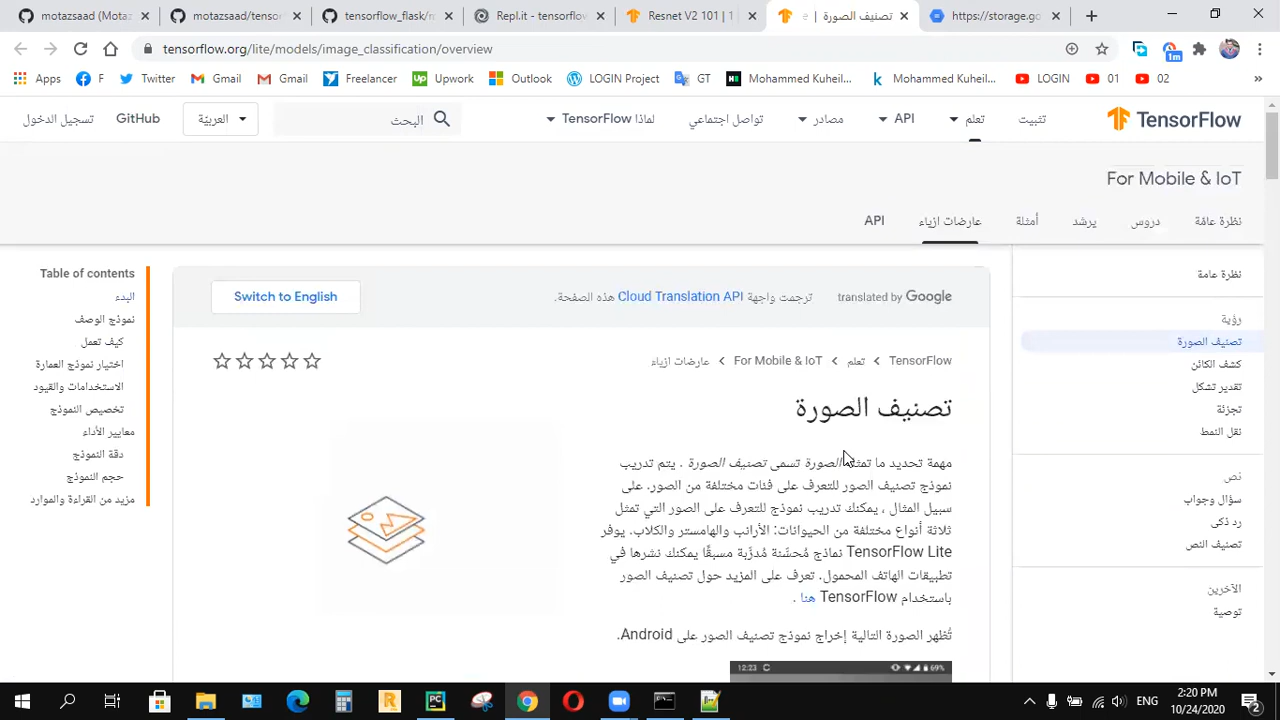 motazsaad (Motaz
motazsaad/tensor
tensorflow_flask/m
Repl.it - tensorflow
Resnet V2 101 | 1
تصنيف الصورة | e
https://storage.go
tensorflow.org/lite/models/image_classification/overview
1m
Apps
F
Twitter
Gmail
Gmail
Freelancer
Upwork
Outlook
LOGIN Project
GT
Mohammed Kuheil...
Mohammed Kuheil...
LOGIN
01
02
»
TensorFlow
تثبيت
تعلم
API
مصادر
تواصل اجتماعي
لماذا TensorFlow
البحث
العربيّة
GitHub
تسجيل الدخول
For Mobile & IoT
نظرة عامّة
دروس
يرشد
أمثلة
عارضات ازياء
API
نظرة عامة
رؤية
تصنيف الصورة
كشف الكائن
تقدير تشكل
تجزئة
نقل النمط
نص
سؤال وجواب
رد ذكى
تصنيف النص
الآخرين
توصية
translated by Google
ترجمت واجهة Cloud Translation API هذه الصفحة.
Switch to English
TensorFlow
تعلم
For Mobile & IoT
عارضات ازياء
تصنيف الصورة
مهمة تحديد ما تمثله الصورة تسمى تصنيف الصورة . يتم تدريب
نموذج تصنيف الصور للتعرف على فئات مختلفة من الصور. على
سبيل المثال ، يمكنك تدريب نموذج للتعرف على الصور التي تمثل
ثلاثة أنواع مختلفة من الحيوانات: الأرانب والهامستر والكلاب. يوفر
TensorFlow Lite نماذج مُحسَّنة مُدرَّبة مسبقًا يمكنك نشرها في
تطبيقات الهاتف المحمول. تعرف على المزيد حول تصنيف الصور
باستخدام TensorFlow هنا .
تُظهر الصورة التالية إخراج نموذج تصنيف الصور على Android.
12:23
69%
Table of contents
البدء
نموذج الوصف
كيف تعمل
اختيار نموذج العمارة
الاستخدامات والقيود
تخصيص النموذج
معايير الأداء
دقة النموذج
حجم النموذج
مزيد من القراءة والموارد
ENG
2:20 PM
10/24/2020
2